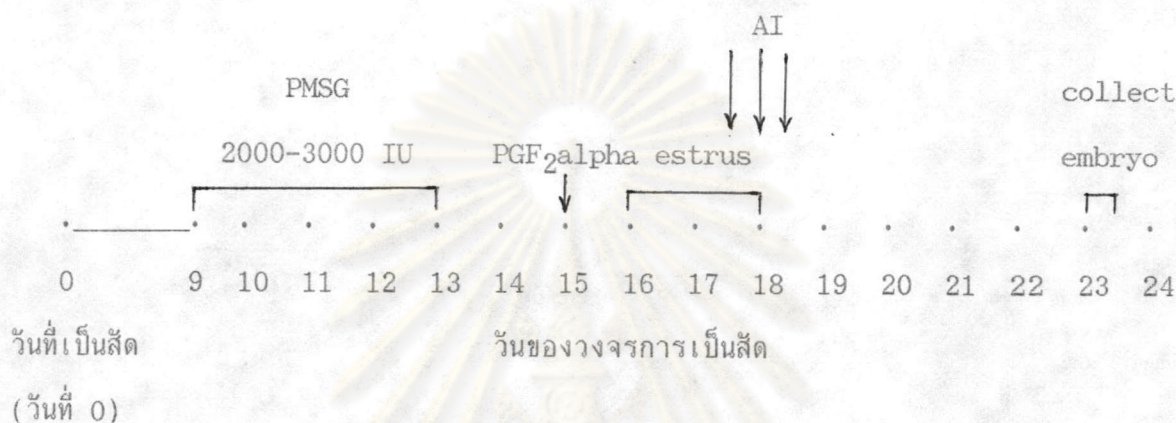 AI
PMSG collect
2000-3000 IU PGF2alpha estrus embryo
0 9 10 11 12 13 14 15 16 17 18 19 20 21 22 23 24
วันที่เป็นสัด วันของวงจรการเป็นสัด
(วันที่ 0)